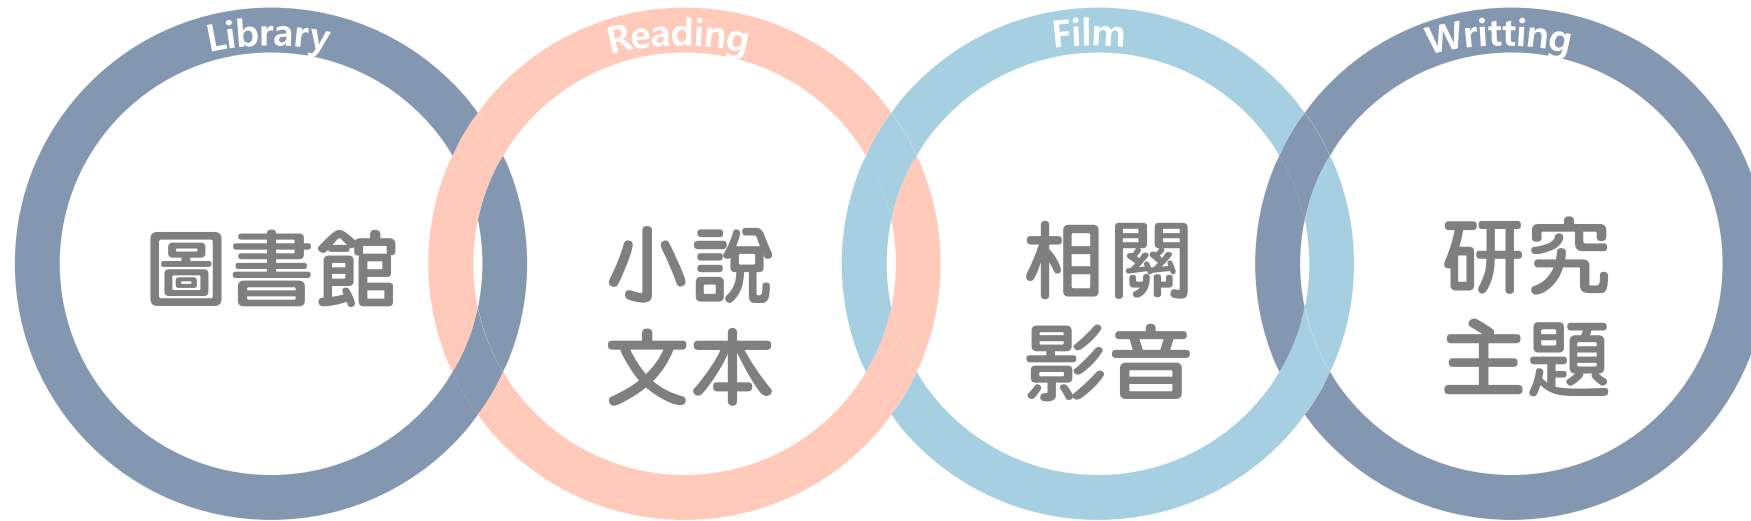 Library
圖書館
Reading
小說
文本
Film
相關
影音
Writting
研究
主題